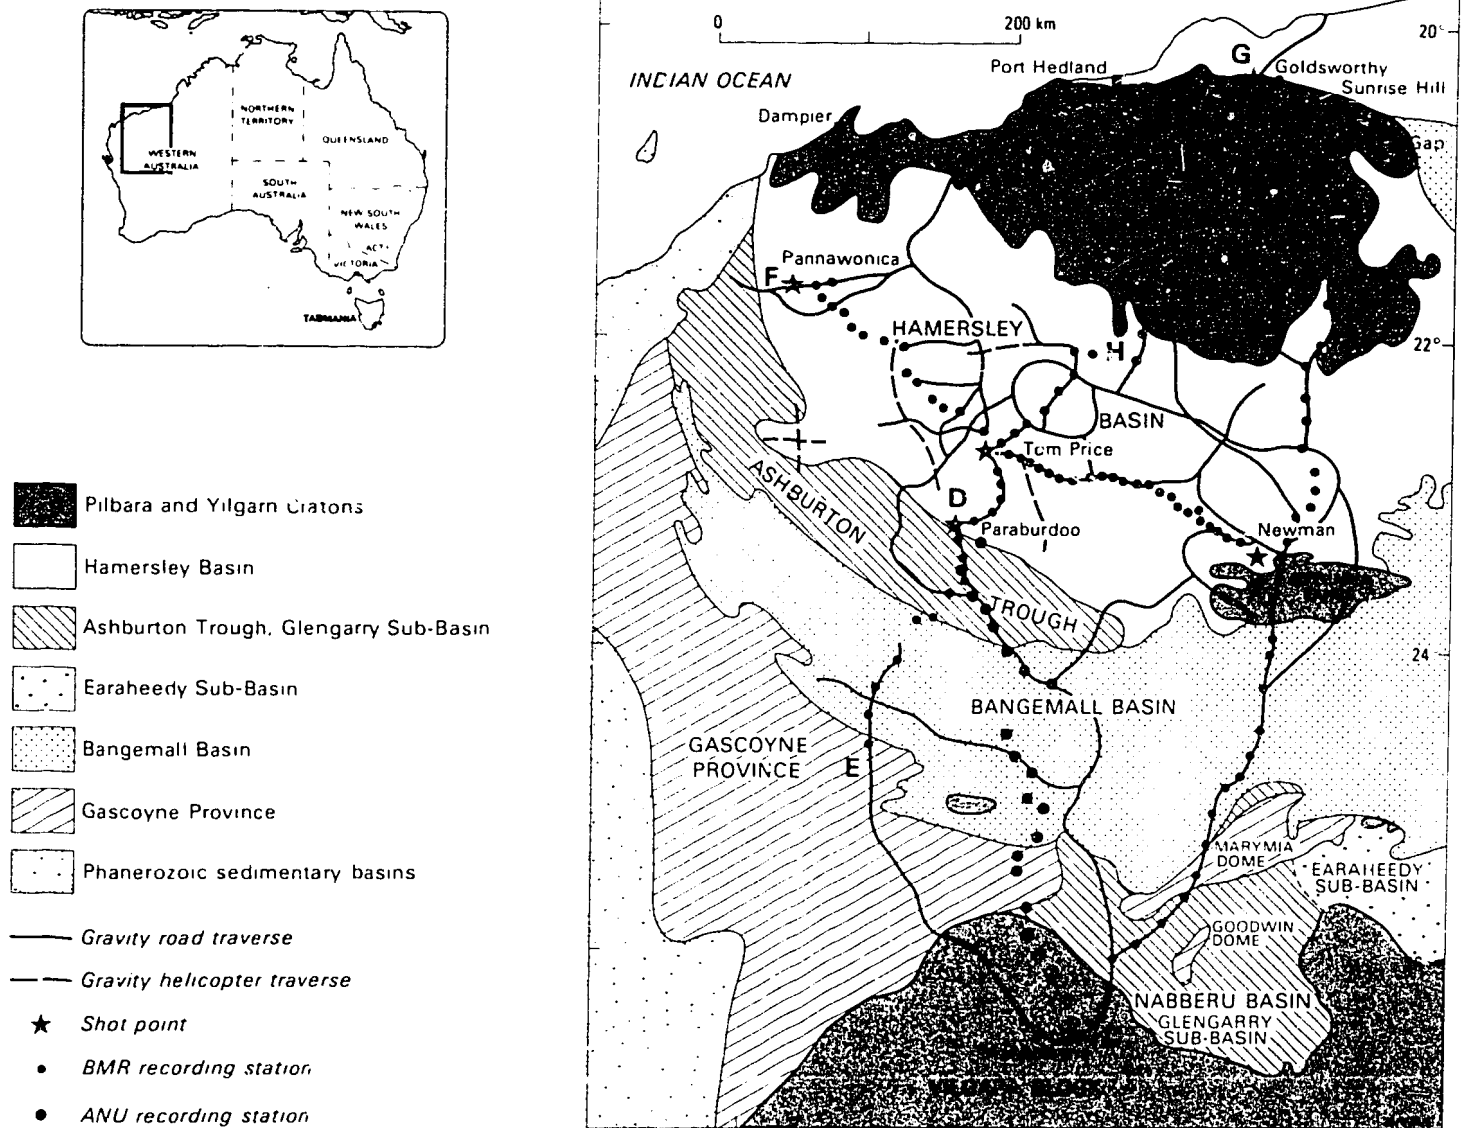 NORTHERN
TERRITORY
QUEENSLAND
WESTERN
AUSTRALIA
SOUTH
AUSTRALIA
NEW SOUTH
WALES
ACT
VICTORIA
TASMANIA
Pilbara and Yilgarn Cratons
Hamersley Basin
Ashburton Trough, Glengarry Sub-Basin
Earaheedy Sub-Basin
Bangemall Basin
Gascoyne Province
Phanerozoic sedimentary basins
Gravity road traverse
Gravity helicopter traverse
Shot point
BMR recording station
ANU recording station
0 200 km
20°
INDIAN OCEAN
Port Hedland
G
Goldsworthy
Sunrise Hill
Dampier
Gap
Pannawonica
F
HAMERSLEY
H
22°
BASIN
Tom Price
ASHBURTON
D
Paraburdoo
Newman
TROUGH
24
BANGEMALL BASIN
GASCOYNE
PROVINCE
E
MARYMIA
DOME
EARAHEEDY
SUB-BASIN
GOODWIN
DOME
NABBERU BASIN
GLENGARRY
SUB-BASIN
YILGARN BLOCK